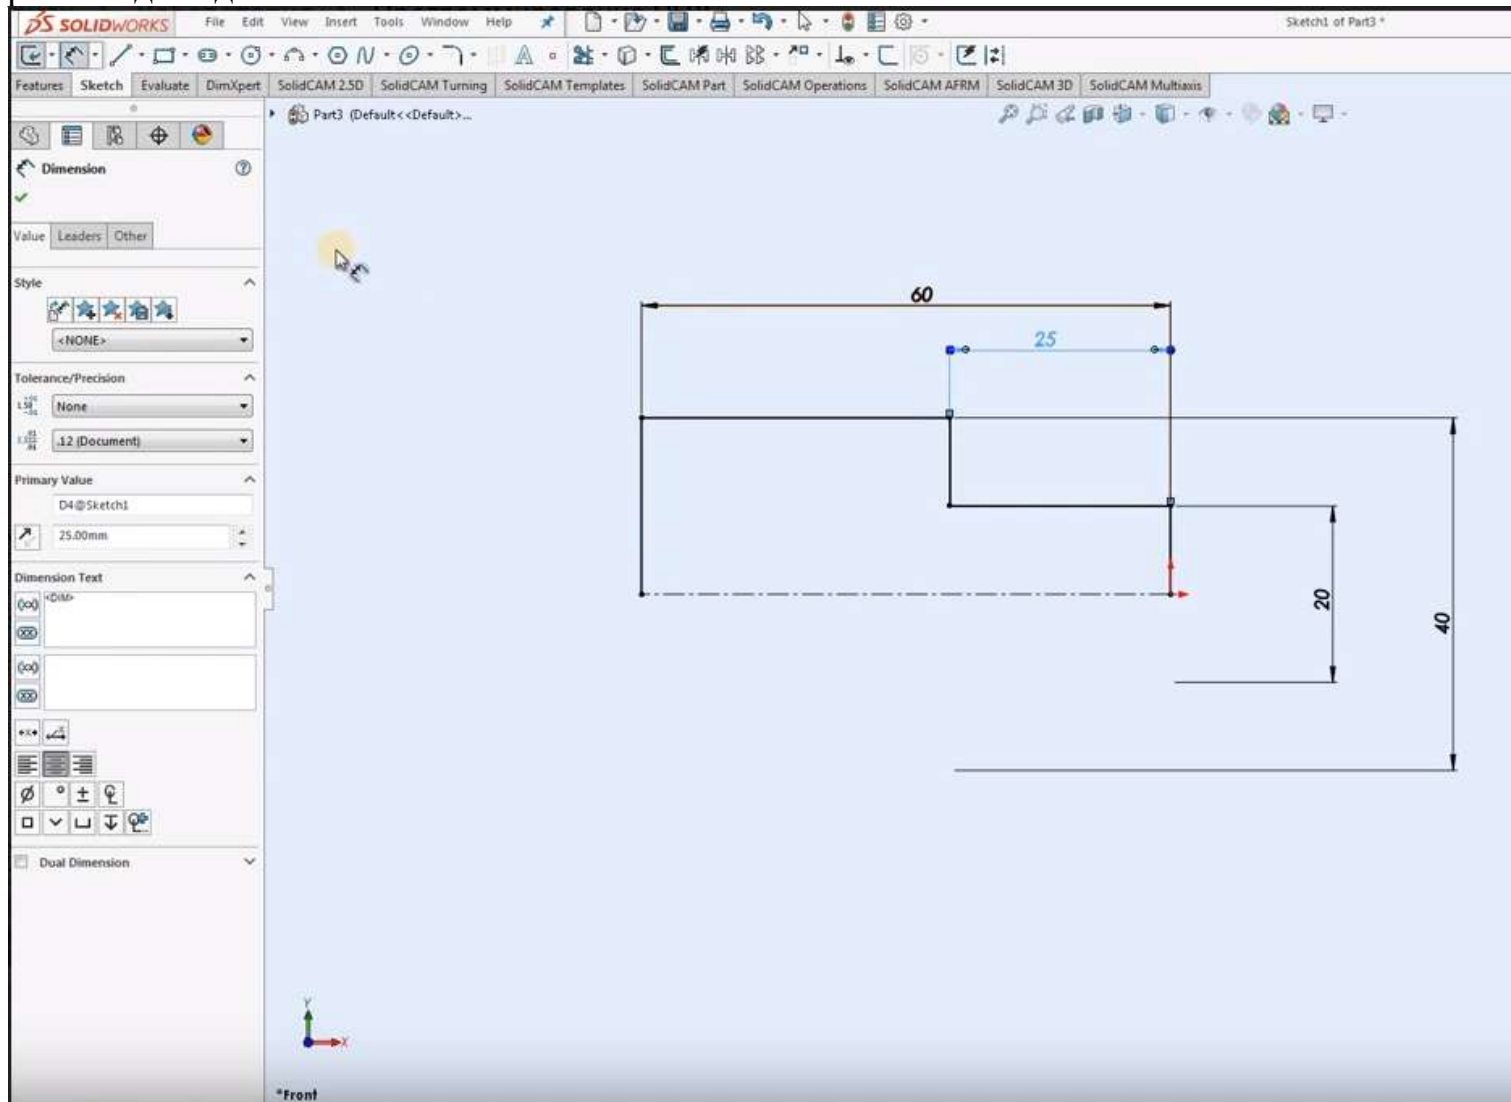 SOLIDWORKS File Edit View Insert Tools Window Help Sketch1 of Part3 *
Features Sketch Evaluate DimXpert SolidCAM 2.5D SolidCAM Turning SolidCAM Templates SolidCAM Part SolidCAM Operations SolidCAM AFRM SolidCAM 3D SolidCAM Multiaxis
Part3 (Default<<Default>...
Dimension
Value Leaders Other
Style
<NONE>
Tolerance/Precision
None
.12 (Document)
Primary Value
D4@Sketch1
25.00mm
Dimension Text
<DIM>
Dual Dimension
60
25
20
40
Y
X
*Front